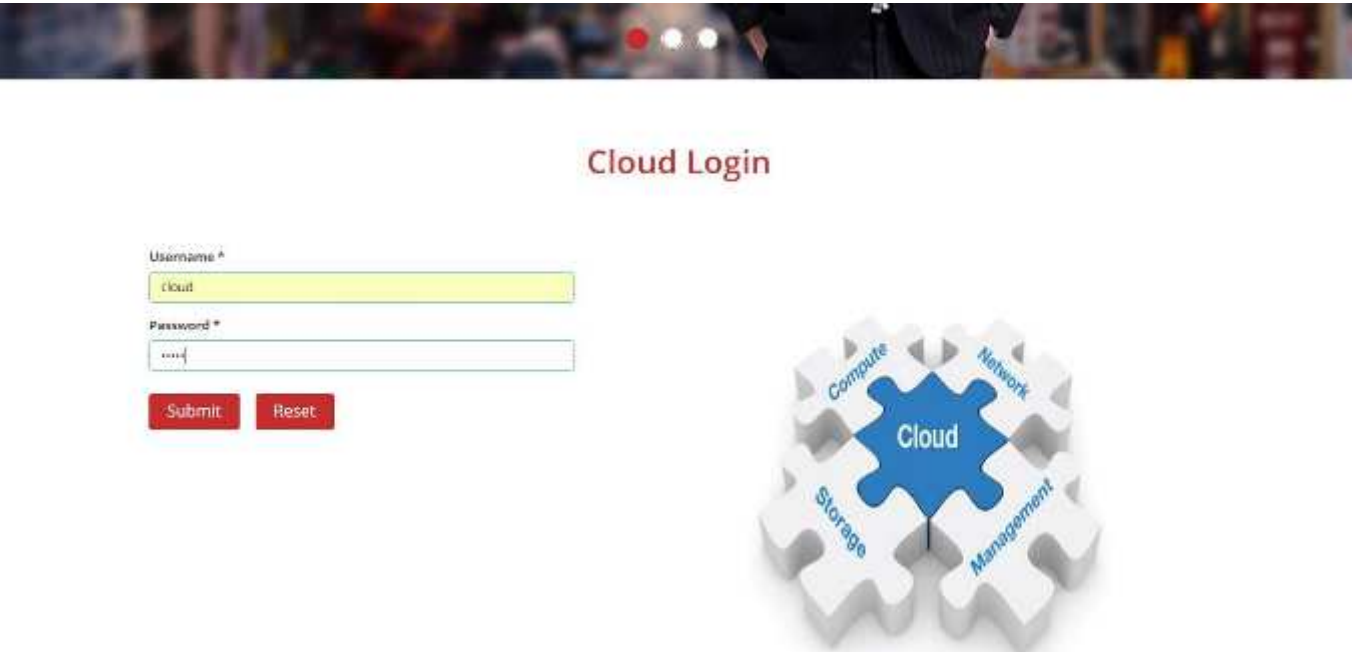 Cloud Login
Username *
cloud
Password *
•••••
Submit Reset
Compute
Network
Cloud
Storage
Management